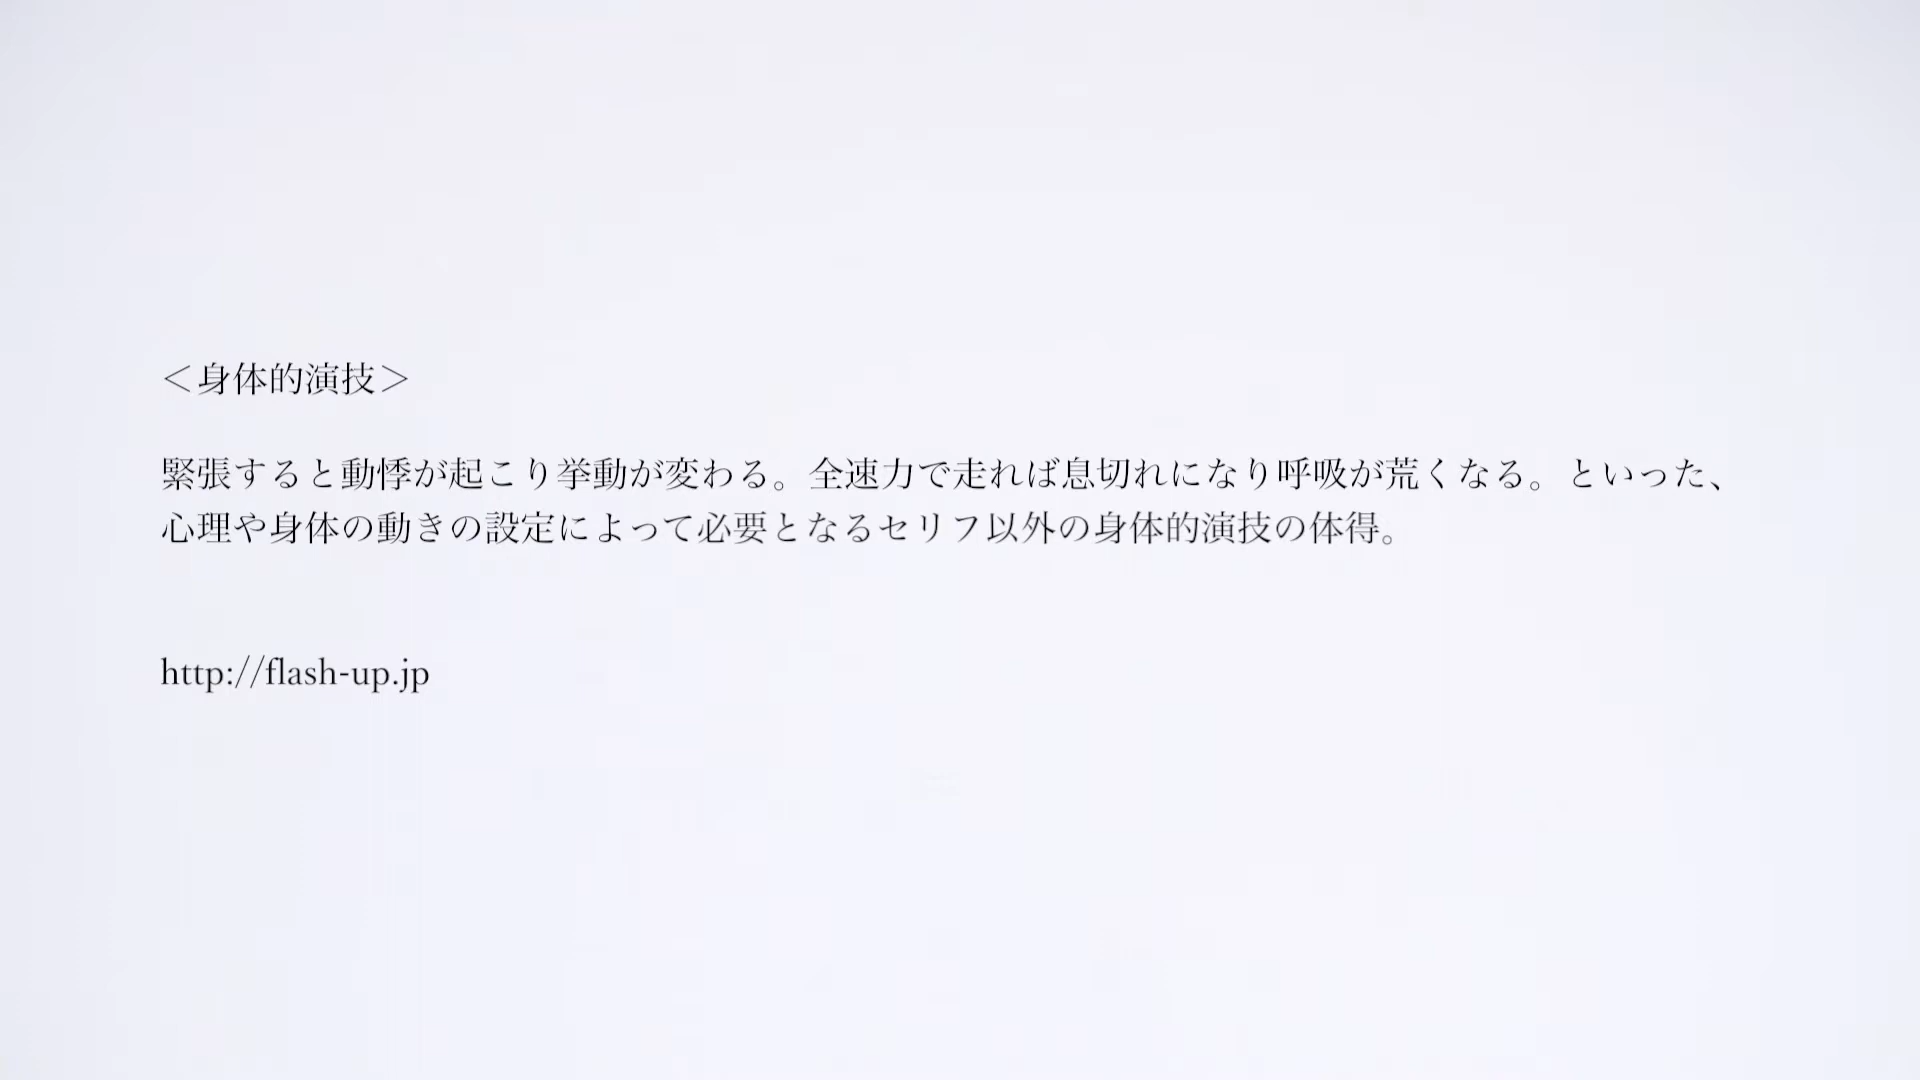 ＜身体的演技＞
緊張すると動悸が起こり挙動が変わる。全速力で走れば息切れになり呼吸が荒くなる。といった、
心理や身体の動きの設定によって必要となるセリフ以外の身体的演技の体得。
http://flash-up.jp